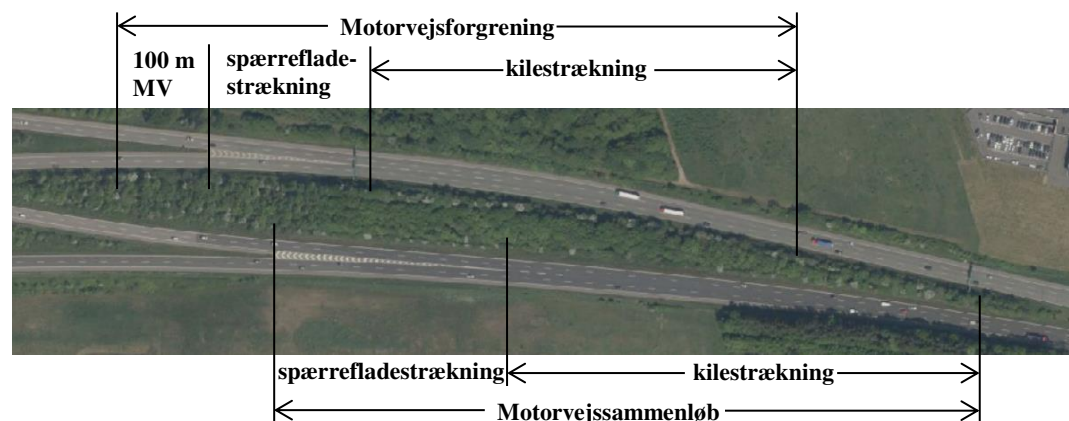 Motorvejsforgrening
100 m
MV
spærreflade-
strækning
kilestrækning
spærrefladestrækning
kilestrækning
Motorvejssammenløb